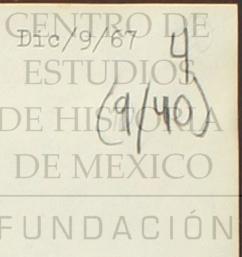 CENTRO DE
Dic/9/67
4
ESTUDIOS
DE HISTORIA
(9/40)
DE MEXICO
FUNDACIÓN